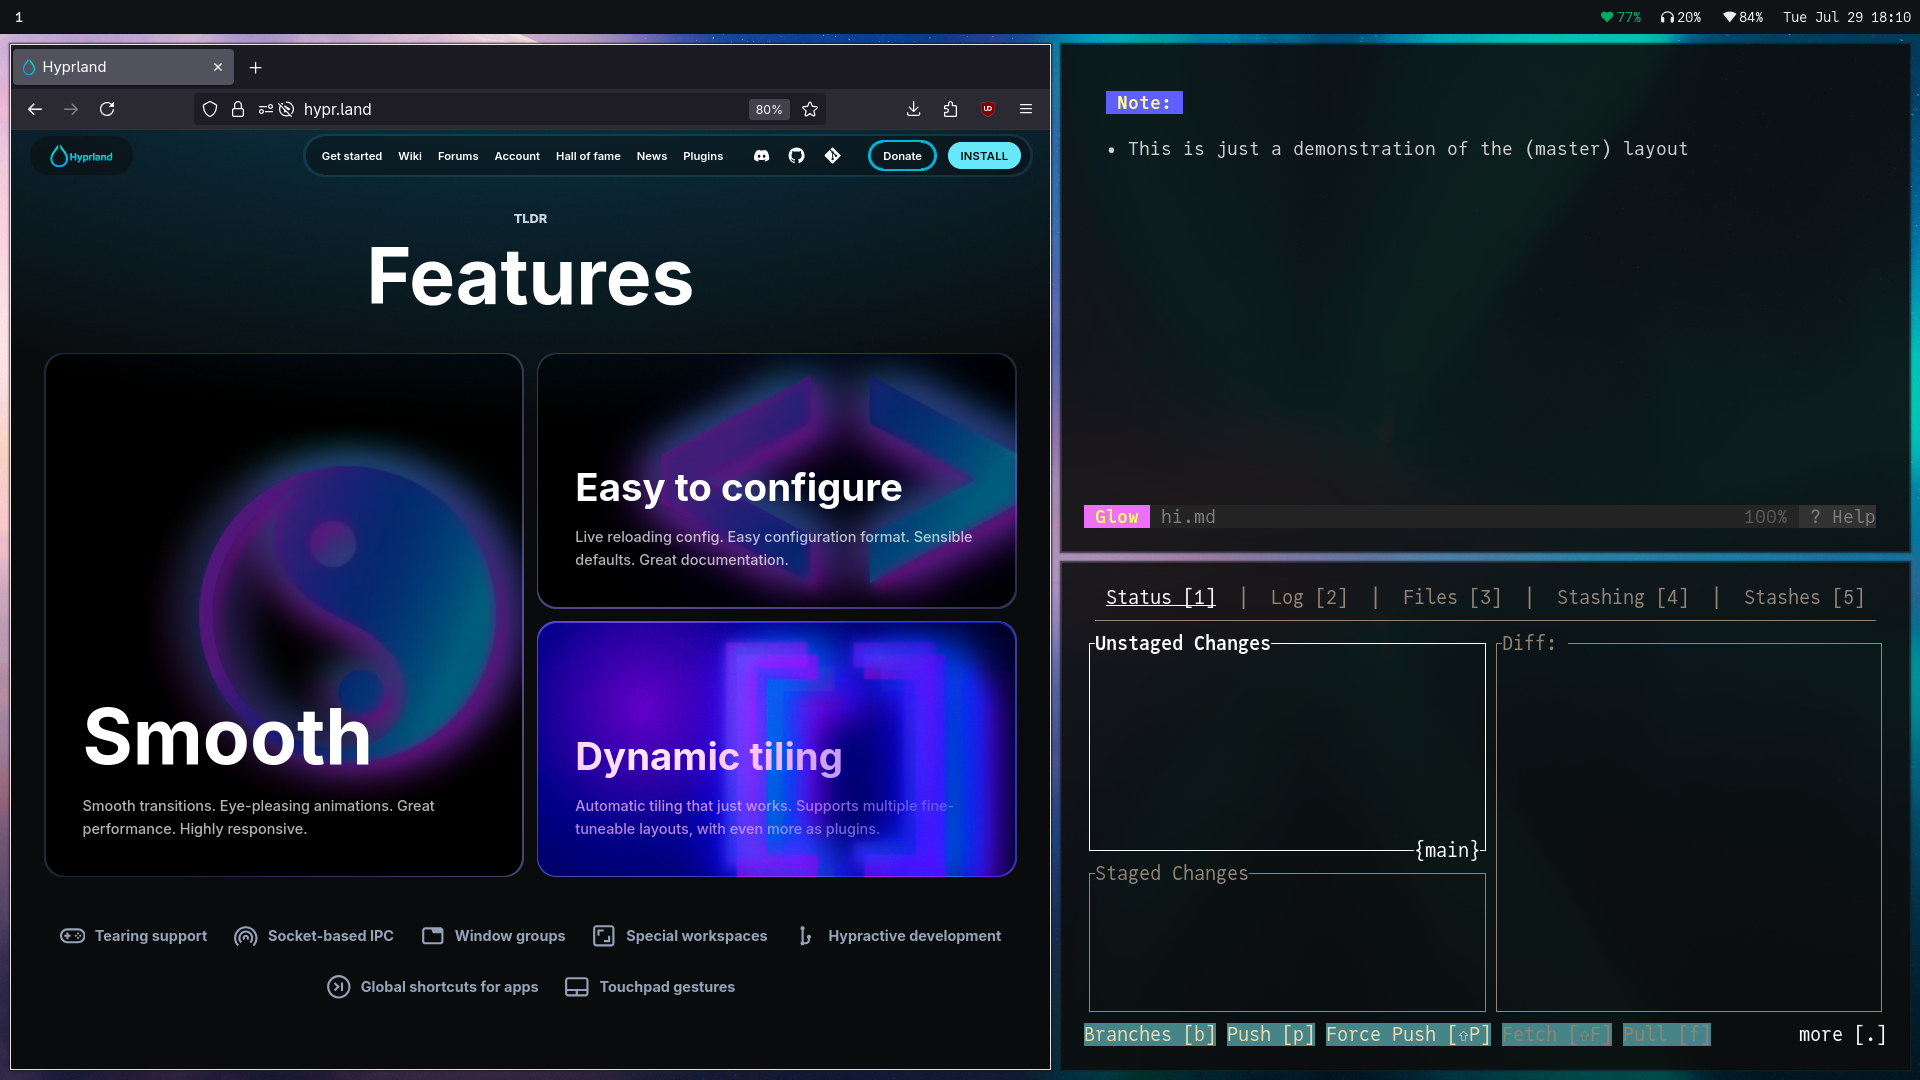 1
77% 20% 84% Tue Jul 29 18:10
Hyprland
hypr.land 80%
Hyprland Get started Wiki Forums Account Hall of fame News Plugins Donate INSTALL
TLDR
Features
Smooth
Smooth transitions. Eye-pleasing animations. Great
performance. Highly responsive.
Easy to configure
Live reloading config. Easy configuration format. Sensible
defaults. Great documentation.
Dynamic tiling
Automatic tiling that just works. Supports multiple fine-
tuneable layouts, with even more as plugins.
Tearing support Socket-based IPC Window groups Special workspaces Hypractive development
Global shortcuts for apps Touchpad gestures
Note:
• This is just a demonstration of the (master) layout
Glow hi.md 100% ? Help
Status [1] | Log [2] | Files [3] | Stashing [4] | Stashes [5]
Unstaged Changes
{main}
Staged Changes
Diff:
Branches [b] Push [p] Force Push [⇧P] Fetch [⇧F] Pull [f] more [.]